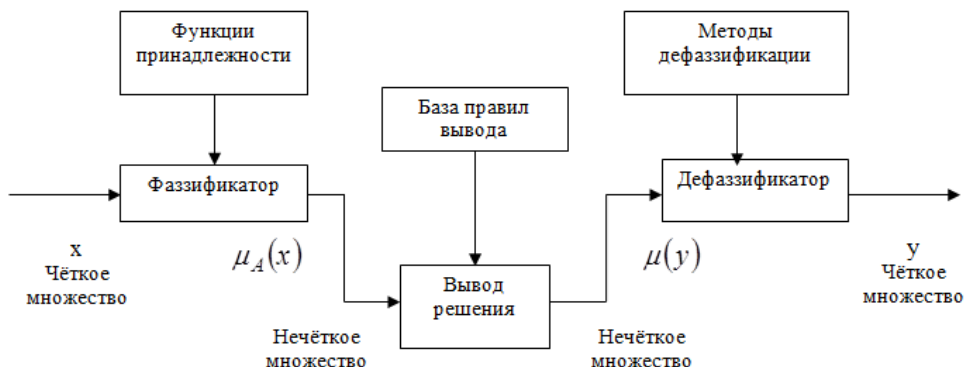 Функции
принадлежности
Методы
дефаззификации
База правил
вывода
Фаззификатор
Дефаззификатор
x
Чёткое
множество
μ_A(x)
Вывод
решения
μ(y)
y
Чёткое
множество
Нечёткое
множество
Нечёткое
множество